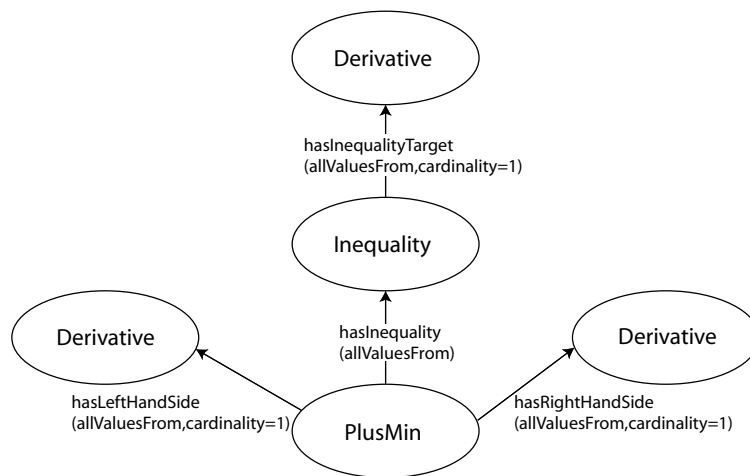 Derivative
hasInequalityTarget
(allValuesFrom,cardinality=1)
Inequality
Derivative
hasInequality
(allValuesFrom)
Derivative
hasLeftHandSide
(allValuesFrom,cardinality=1)
PlusMin
hasRightHandSide
(allValuesFrom,cardinality=1)